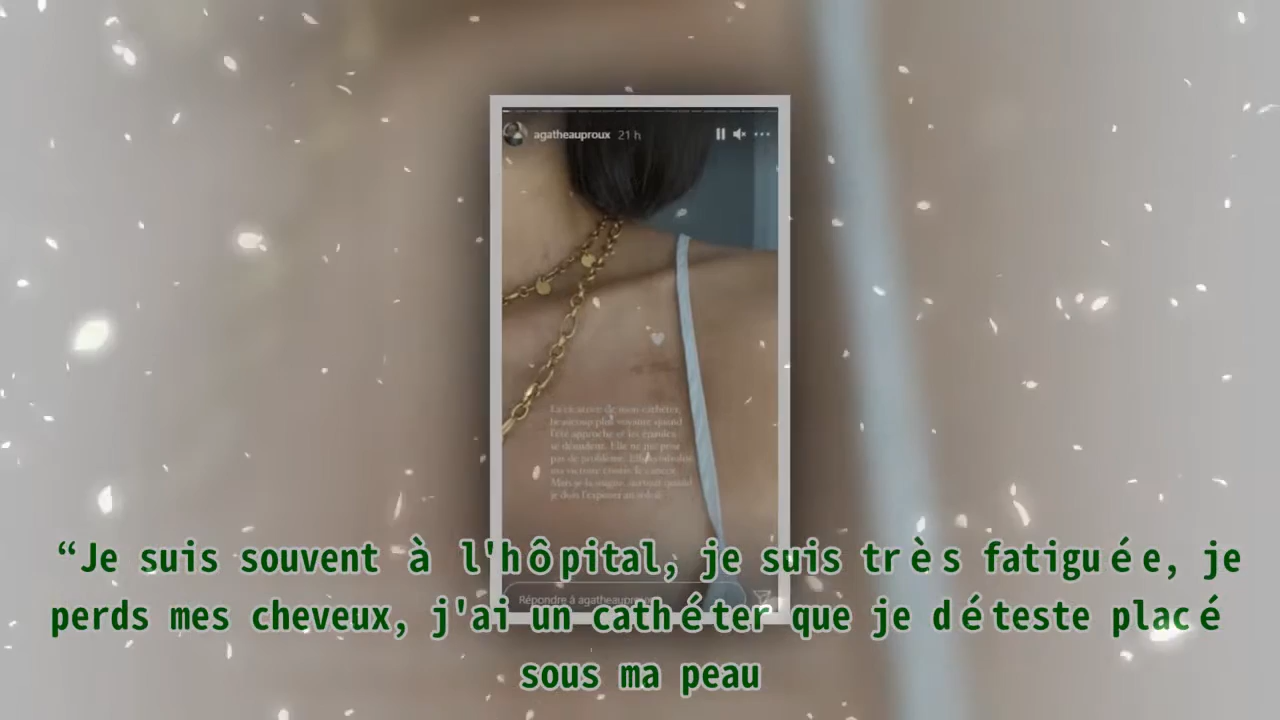 agatheauproux 21 h
La cicatrice de mon cathéter,
beaucoup plus voyante quand
l'été approche et les épaules
se dénudent. Elle ne me pose
pas de problème. Elle symbolise
ma victoire contre le cancer.
Mais je la soigne, surtout quand
je dois l'exposer au soleil
“Je suis souvent à l'hôpital, je suis très fatiguée, je
Répondre à agatheauproux
perds mes cheveux, j'ai un cathéter que je déteste placé
sous ma peau